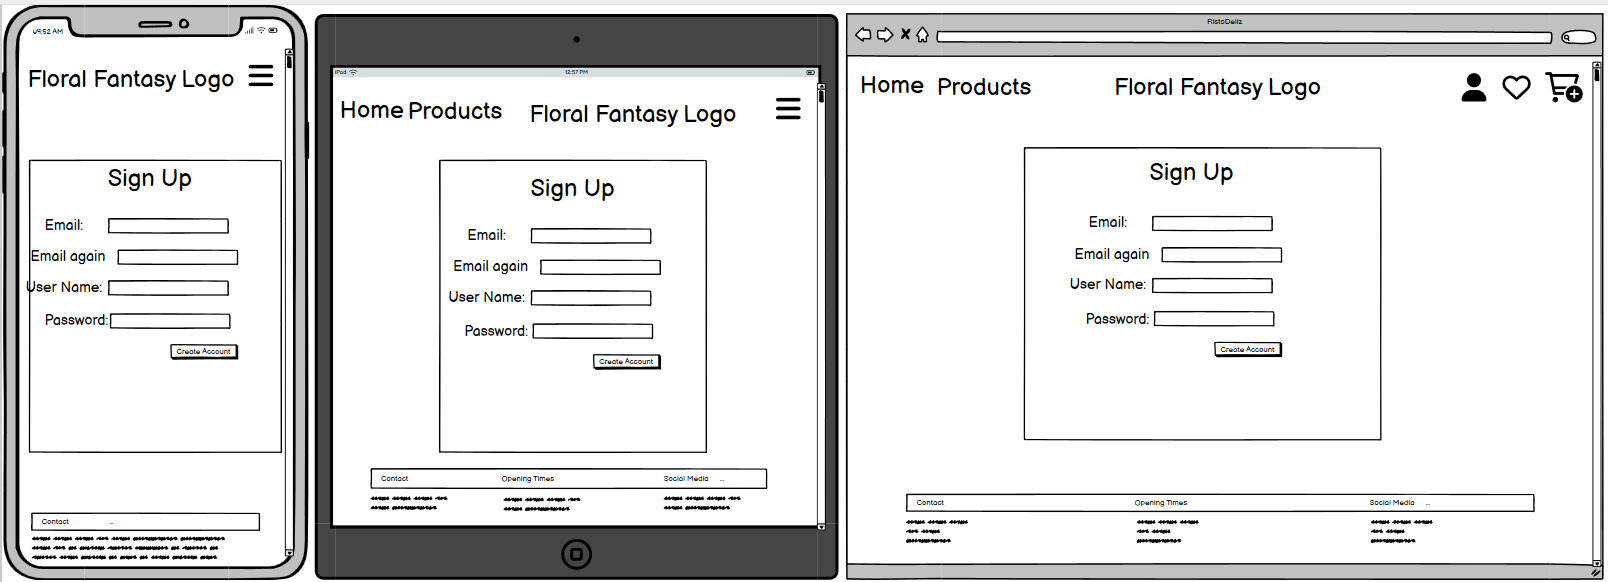 09:52 AM
Floral Fantasy Logo
Sign Up
Email:
Email again
User Name:
Password:
Create Account
Contact ...
iPod
12:57 PM
Home Products Floral Fantasy Logo
Sign Up
Email:
Email again
User Name:
Password:
Create Account
Contact Opening Times Social Media ...
RistoDeliz
Home Products Floral Fantasy Logo
Sign Up
Email:
Email again
User Name:
Password:
Create Account
Contact Opening Times Social Media ...